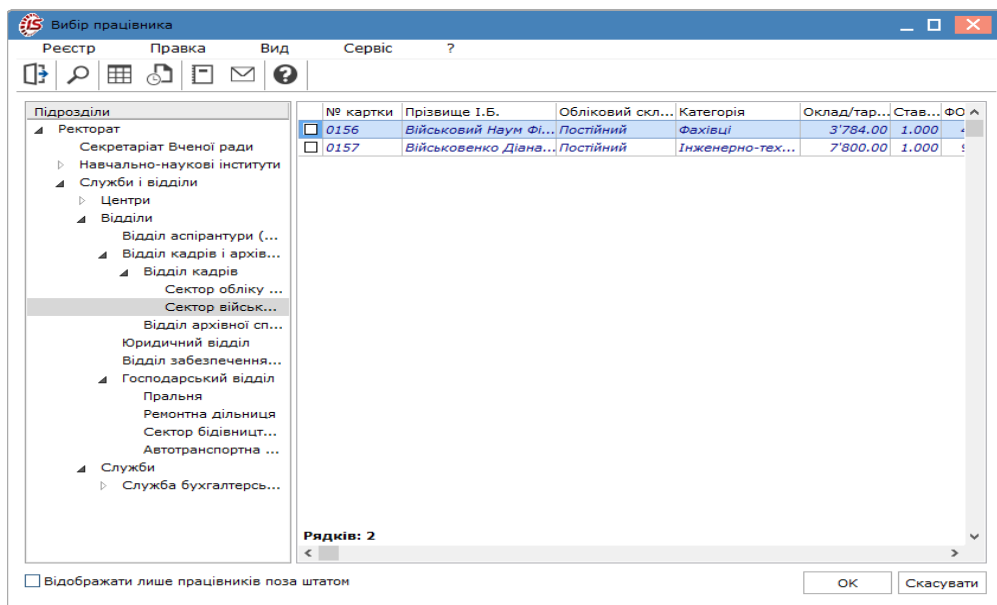 Вибір працівника
Реєстр Правка Вид Сервіс ?
Підрозділи
Ректорат
Секретаріат Вченої ради
Навчально-наукові інститути
Служби і відділи
Центри
Відділи
Відділ аспірантури (...
Відділ кадрів і архів...
Відділ кадрів
Сектор обліку ...
Сектор військ...
Відділ архівної сп...
Юридичний відділ
Відділ забезпечення...
Господарський відділ
Пральня
Ремонтна дільниця
Сектор бідівницт...
Автотранспортна ...
Служби
Служба бухгалтерсь...
№ картки Прізвище І.Б. Обліковий скл... Категорія Оклад/тар... Став... ФО
0156 Військовий Наум Фі... Постійний Фахівці 3'784.00 1.000
0157 Військовенко Діана... Постійний Інженерно-тех... 7'800.00 1.000
Рядків: 2
Відображати лише працівників поза штатом
ОК Скасувати